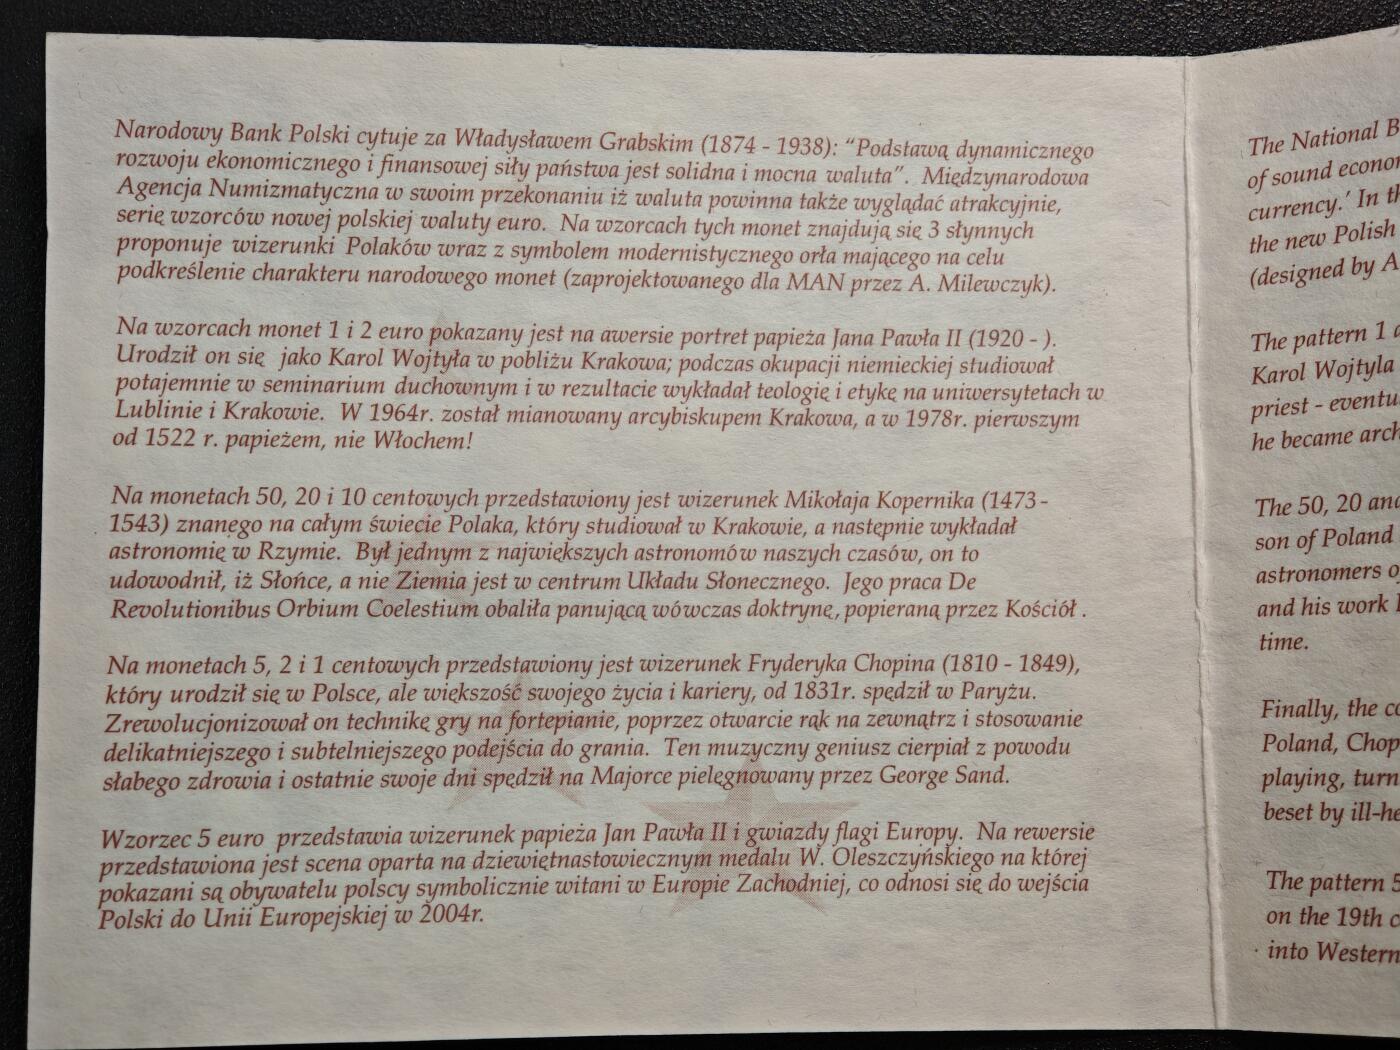 Narodowy Bank Polski cytuje za Władysławem Grabskim (1874 - 1938): "Podstawą dynamicznego
rozwoju ekonomicznego i finansowej siły państwa jest solidna i mocna waluta". Międzynarodowa
Agencja Numizmatyczna w swoim przekonaniu iż waluta powinna także wyglądać atrakcyjnie,
serię wzorców nowej polskiej waluty euro. Na wzorcach tych monet znajdują się 3 słynnych
proponuje wizerunki Polaków wraz z symbolem modernistycznego orła mającego na celu
podkreślenie charakteru narodowego monet (zaprojektowanego dla MAN przez A. Milewczyk).
Na wzorcach monet 1 i 2 euro pokazany jest na awersie portret papieża Jana Pawła II (1920 - ).
Urodził on się jako Karol Wojtyła w pobliżu Krakowa; podczas okupacji niemieckiej studiował
potajemnie w seminarium duchownym i w rezultacie wykładał teologię i etykę na uniwersytetach w
Lublinie i Krakowie. W 1964r. został mianowany arcybiskupem Krakowa, a w 1978r. pierwszym
od 1522 r. papieżem, nie Włochem!
Na monetach 50, 20 i 10 centowych przedstawiony jest wizerunek Mikołaja Kopernika (1473-
1543) znanego na całym świecie Polaka, który studiował w Krakowie, a następnie wykładał
astronomię w Rzymie. Był jednym z największych astronomów naszych czasów, on to
udowodnił, iż Słońce, a nie Ziemia jest w centrum Układu Słonecznego. Jego praca De
Revolutionibus Orbium Coelestium obaliła panującą wówczas doktrynę, popieraną przez Kościół .
Na monetach 5, 2 i 1 centowych przedstawiony jest wizerunek Fryderyka Chopina (1810 - 1849),
który urodził się w Polsce, ale większość swojego życia i kariery, od 1831r. spędził w Paryżu.
Zrewolucjonizował on technikę gry na fortepianie, poprzez otwarcie rąk na zewnątrz i stosowanie
delikatniejszego i subtelniejszego podejścia do grania. Ten muzyczny geniusz cierpiał z powodu
słabego zdrowia i ostatnie swoje dni spędził na Majorce pielęgnowany przez George Sand.
Wzorzec 5 euro przedstawia wizerunek papieża Jan Pawła II i gwiazdy flagi Europy. Na rewersie
przedstawiona jest scena oparta na dziewiętnastowiecznym medalu W. Oleszczyńskiego na której
pokazani są obywatelu polscy symbolicznie witani w Europie Zachodniej, co odnosi się do wejścia
Polski do Unii Europejskiej w 2004r.
The National
of sound
currency.' In
the new Polish
(designed by A
The pattern 1
Karol Wojtyla
priest -
he became
The 50, 20
son of Poland
astronomers
and his work
time.
Finally, the
Poland,
playing,
beset by
The pattern 5
on the 19th
into Western